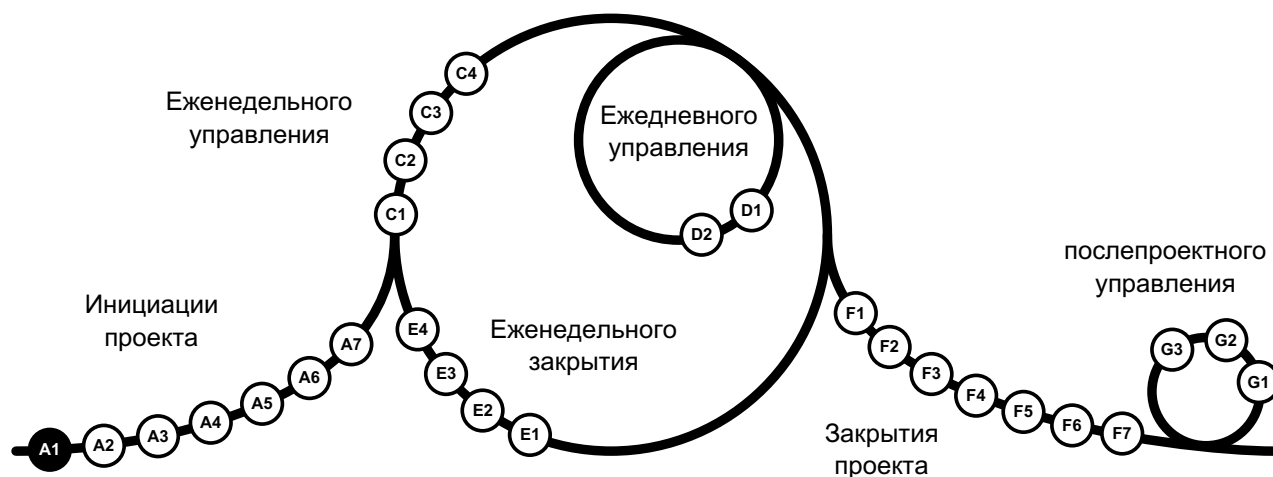 Еженедельного
управления
C4
C3
C2
C1
Ежедневного
управления
D1
D2
Инициации
проекта
A1
A2
A3
A4
A5
A6
A7
Еженедельного
закрытия
E4
E3
E2
E1
F1
F2
F3
F4
F5
F6
F7
Закрытия
проекта
послепроектного
управления
G3
G2
G1